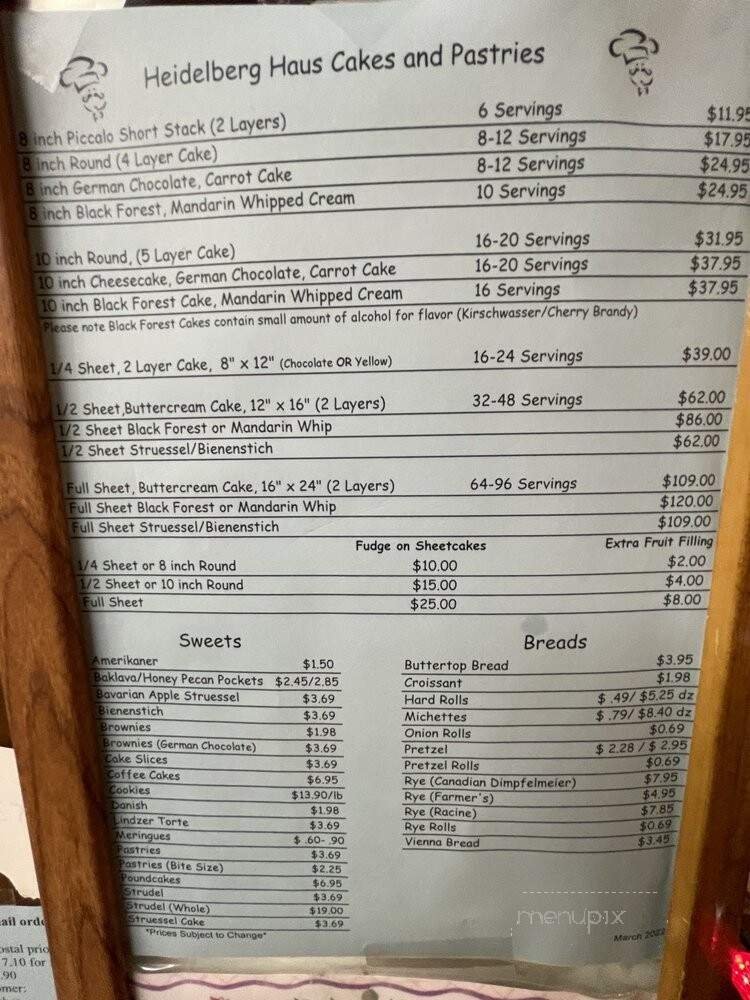 Heidelberg Haus Cakes and Pastries
8 inch Piccalo Short Stack (2 Layers) 6 Servings $11.95
8 inch Round (4 Layer Cake) 8-12 Servings $17.95
8 inch German Chocolate, Carrot Cake 8-12 Servings $24.95
8 inch Black Forest, Mandarin Whipped Cream 10 Servings $24.95
10 inch Round, (5 Layer Cake) 16-20 Servings $31.95
10 inch Cheesecake, German Chocolate, Carrot Cake 16-20 Servings $37.95
10 inch Black Forest Cake, Mandarin Whipped Cream 16 Servings $37.95
Please note Black Forest Cakes contain small amount of alcohol for flavor (Kirschwasser/Cherry Brandy)
1/4 Sheet, 2 Layer Cake, 8" x 12" (Chocolate OR Yellow) 16-24 Servings $39.00
1/2 Sheet,Buttercream Cake, 12" x 16" (2 Layers) 32-48 Servings $62.00
1/2 Sheet Black Forest or Mandarin Whip $86.00
1/2 Sheet Struessel/Bienenstich $62.00
Full Sheet, Buttercream Cake, 16" x 24" (2 Layers) 64-96 Servings $109.00
Full Sheet Black Forest or Mandarin Whip $120.00
Full Sheet Struessel/Bienenstich $109.00
Fudge on Sheetcakes Extra Fruit Filling
1/4 Sheet or 8 inch Round $10.00 $2.00
1/2 Sheet or 10 inch Round $15.00 $4.00
Full Sheet $25.00 $8.00
Sweets
Amerikaner $1.50
Baklava/Honey Pecan Pockets $2.45/2.85
Bavarian Apple Struessel $3.69
Bienenstich $3.69
Brownies $1.98
Brownies (German Chocolate) $3.69
Cake Slices $3.69
Coffee Cakes $6.95
Cookies $13.90/lb
Danish $1.98
Lindzer Torte $3.69
Meringues $ .60- .90
Pastries $3.69
Pastries (Bite Size) $2.25
Poundcakes $6.95
Strudel $3.69
Strudel (Whole) $19.00
Struessel Cake $3.69
*Prices Subject to Change*
Breads
Buttertop Bread $3.95
Croissant $1.98
Hard Rolls $ .49/ $5.25 dz
Michettes $ .79/ $8.40 dz
Onion Rolls $0.69
Pretzel $ 2.28 / $ 2.95
Pretzel Rolls $0.69
Rye (Canadian Dimpfelmeier) $7.95
Rye (Farmer's) $4.95
Rye (Racine) $7.85
Rye Rolls $0.69
Vienna Bread $3.45
menupix
March 2022
ail orde
ostal prio
7.10 for
.90
mer: